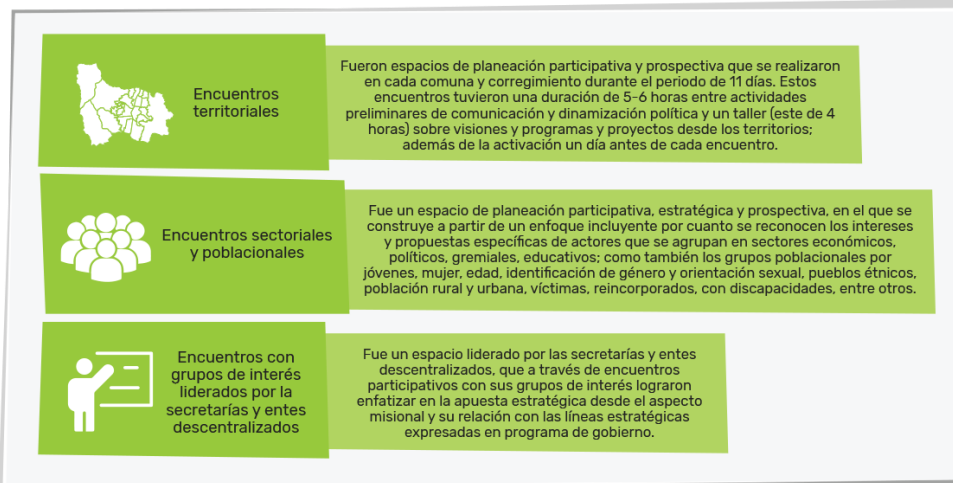 Encuentros
territoriales
Fueron espacios de planeación participativa y prospectiva que se realizaron
en cada comuna y corregimiento durante el periodo de 11 días. Estos
encuentros tuvieron una duración de 5-6 horas entre actividades
preliminares de comunicación y dinamización política y un taller (este de 4
horas) sobre visiones y programas y proyectos desde los territorios;
además de la activación un día antes de cada encuentro.
Encuentros sectoriales
y poblacionales
Fue un espacio de planeación participativa, estratégica y prospectiva, en el que se
construye a partir de un enfoque incluyente por cuanto se reconocen los intereses
y propuestas específicas de actores que se agrupan en sectores económicos,
políticos, gremiales, educativos; como también los grupos poblacionales por
jóvenes, mujer, edad, identificación de género y orientación sexual, pueblos étnicos,
población rural y urbana, víctimas, reincorporados, con discapacidades, entre otros.
Encuentros con
grupos de interés
liderados por la
secretarías y entes
descentralizados
Fue un espacio liderado por las secretarías y entes
descentralizados, que a través de encuentros
participativos con sus grupos de interés lograron
enfatizar en la apuesta estratégica desde el aspecto
misional y su relación con las líneas estratégicas
expresadas en programa de gobierno.